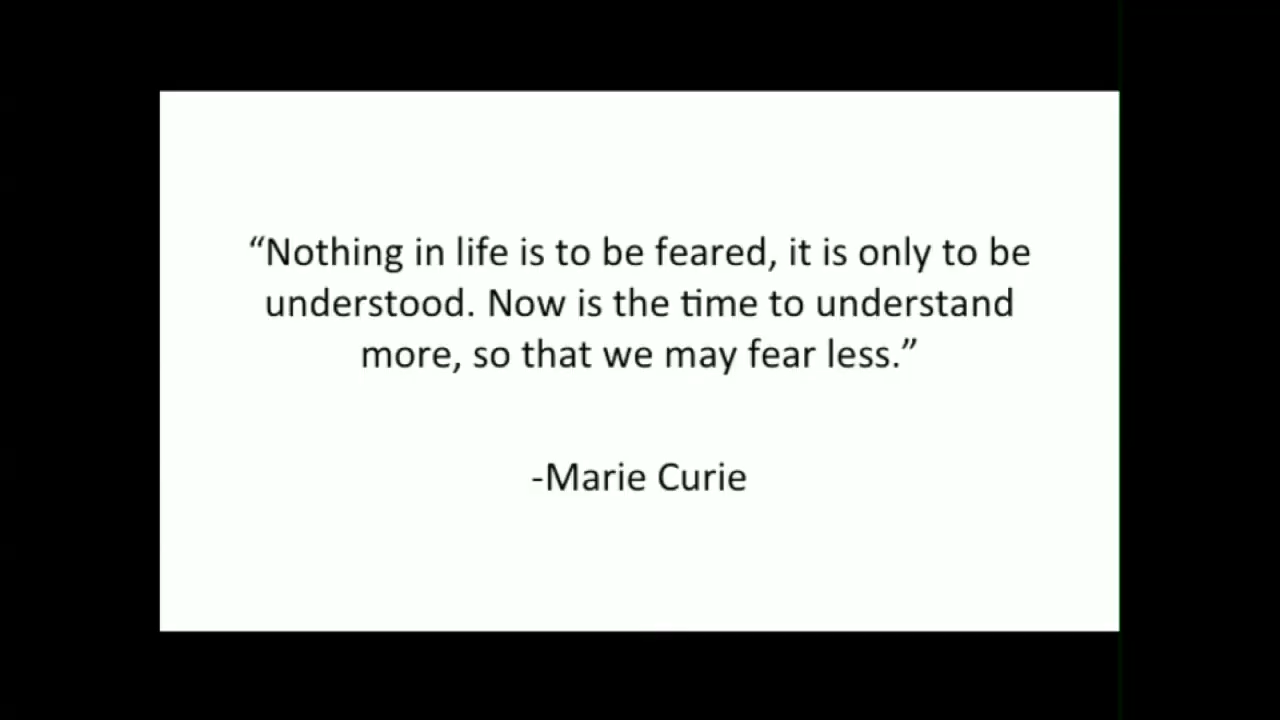 “Nothing in life is to be feared, it is only to be
understood. Now is the time to understand
more, so that we may fear less.”
-Marie Curie